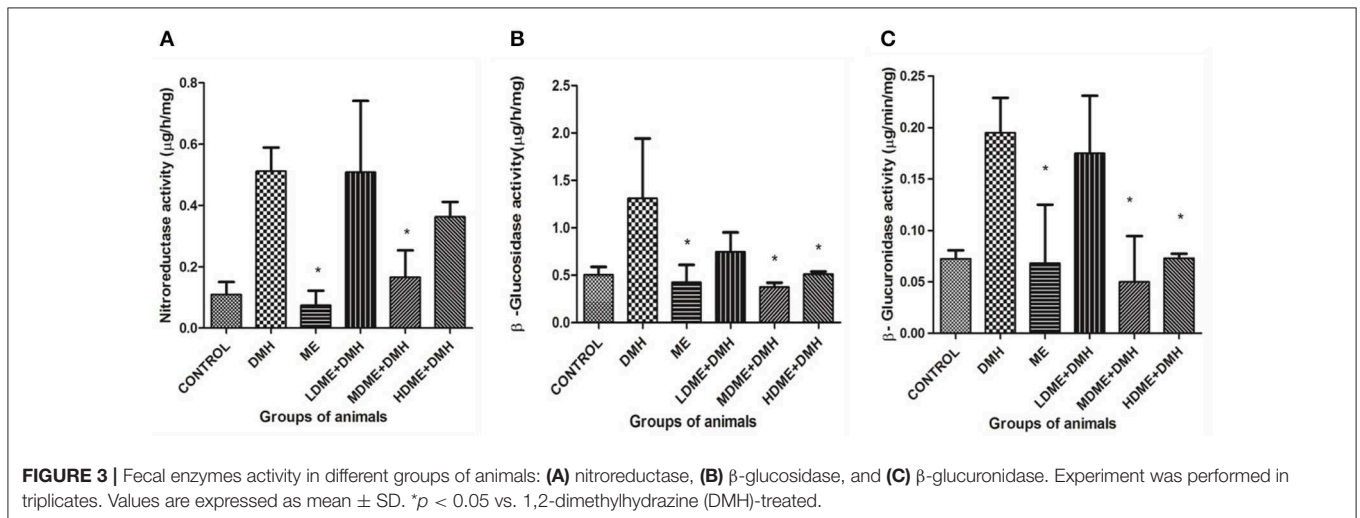 A
Nitroreductase activity (µg/h/mg)
0.8
0.6
0.4
0.2
0.0
*
*
CONTROL
DMH
ME
LDME+DMH
MDME+DMH
HDME+DMH
Groups of animals
B
β -Glucosidase activity(µg/h/mg)
2.5
2.0
1.5
1.0
0.5
0.0
*
*
*
CONTROL
DMH
ME
LDME+DMH
MDME+DMH
HDME+DMH
Groups of animals
C
β- Glucuronidase activity (µg/min/mg)
0.25
0.20
0.15
0.10
0.05
0.00
*
*
*
CONTROL
DMH
ME
LDME+DMH
MDME+DMH
HDME+DMH
Groups of animals
FIGURE 3 | Fecal enzymes activity in different groups of animals: (A) nitroreductase, (B) β-glucosidase, and (C) β-glucuronidase. Experiment was performed in
triplicates. Values are expressed as mean ± SD. *p < 0.05 vs. 1,2-dimethylhydrazine (DMH)-treated.